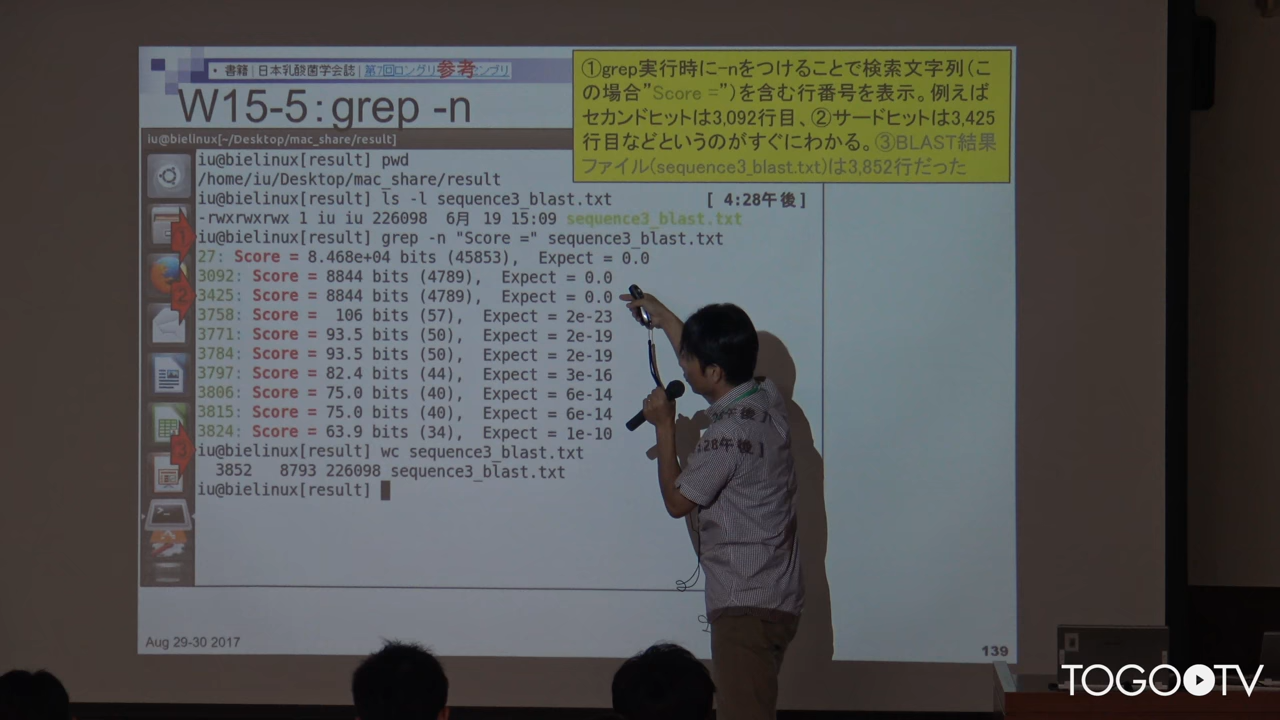 ・ 書籍 | 日本乳酸菌学会誌 | 第7回ロングリ参考ンブリ
W15-5:grep -n
①grep実行時に-nをつけることで検索文字列(こ
の場合"Score =")を含む行番号を表示。例えば
セカンドヒットは3,092行目、②サードヒットは3,425
行目などというのがすぐにわかる。③BLAST結果
ファイル(sequence3_blast.txt)は3,852行だった
iu@bielinux[~/Desktop/mac_share/result]
iu@bielinux[result] pwd
/home/iu/Desktop/mac_share/result
iu@bielinux[result] ls -l sequence3_blast.txt [ 4:28午後]
-rwxrwxrwx 1 iu iu 226098 6月 19 15:09 sequence3_blast.txt
iu@bielinux[result] grep -n "Score =" sequence3_blast.txt
27: Score = 8.468e+04 bits (45853), Expect = 0.0
3092: Score = 8844 bits (4789), Expect = 0.0
3425: Score = 8844 bits (4789), Expect = 0.0
3758: Score = 106 bits (57), Expect = 2e-23
3771: Score = 93.5 bits (50), Expect = 2e-19
3784: Score = 93.5 bits (50), Expect = 2e-19
3797: Score = 82.4 bits (44), Expect = 3e-16
3806: Score = 75.0 bits (40), Expect = 6e-14
3815: Score = 75.0 bits (40), Expect = 6e-14
3824: Score = 63.9 bits (34), Expect = 1e-10
iu@bielinux[result] wc sequence3_blast.txt
3852 8793 226098 sequence3_blast.txt
iu@bielinux[result]
1
2
3
午後]
:28午後]
Aug 29-30 2017
139
TOGOTV